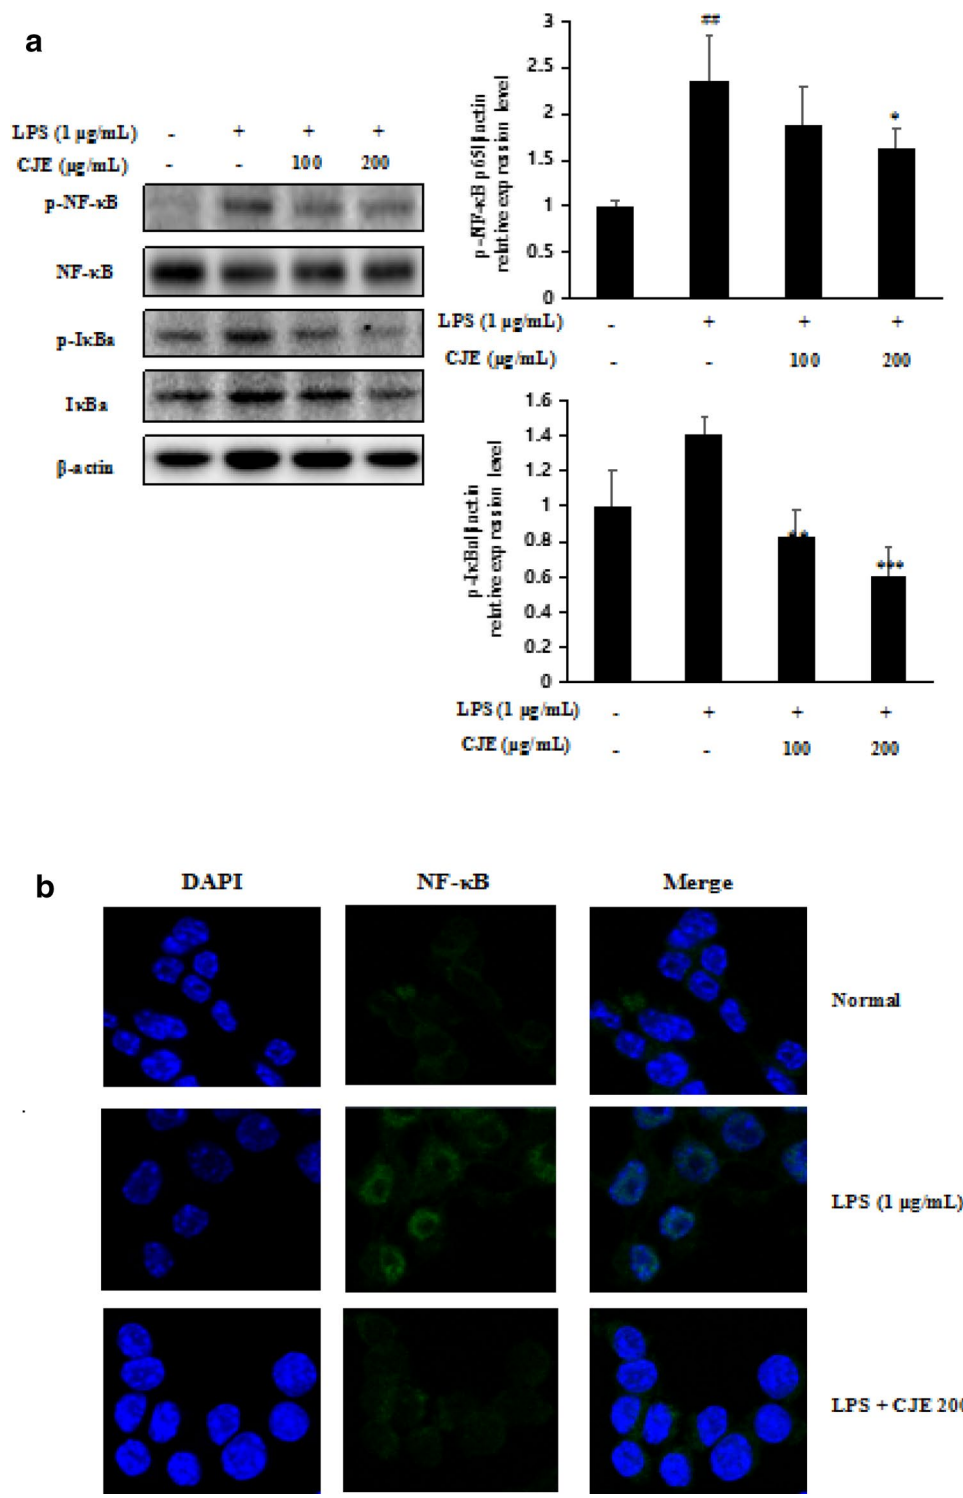 a
LPS (1 µg/mL) - + + +
CJE (µg/mL) - - 100 200
p-NF-κB
NF-κB
p-IκBa
IκBa
β-actin
p-NF-κB p65/β-actin
relative expression level
3
2.5
2
1.5
1
0.5
0
##
*
LPS (1 µg/mL) - + + +
CJE (µg/mL) - - 100 200
p-IκBα/β-actin
relative expression level
1.6
1.4
1.2
1
0.8
0.6
0.4
0.2
0
**
***
LPS (1 µg/mL) - + + +
CJE (µg/mL) - - 100 200
b
DAPI NF-κB Merge
Normal
LPS (1 µg/mL)
LPS + CJE 200